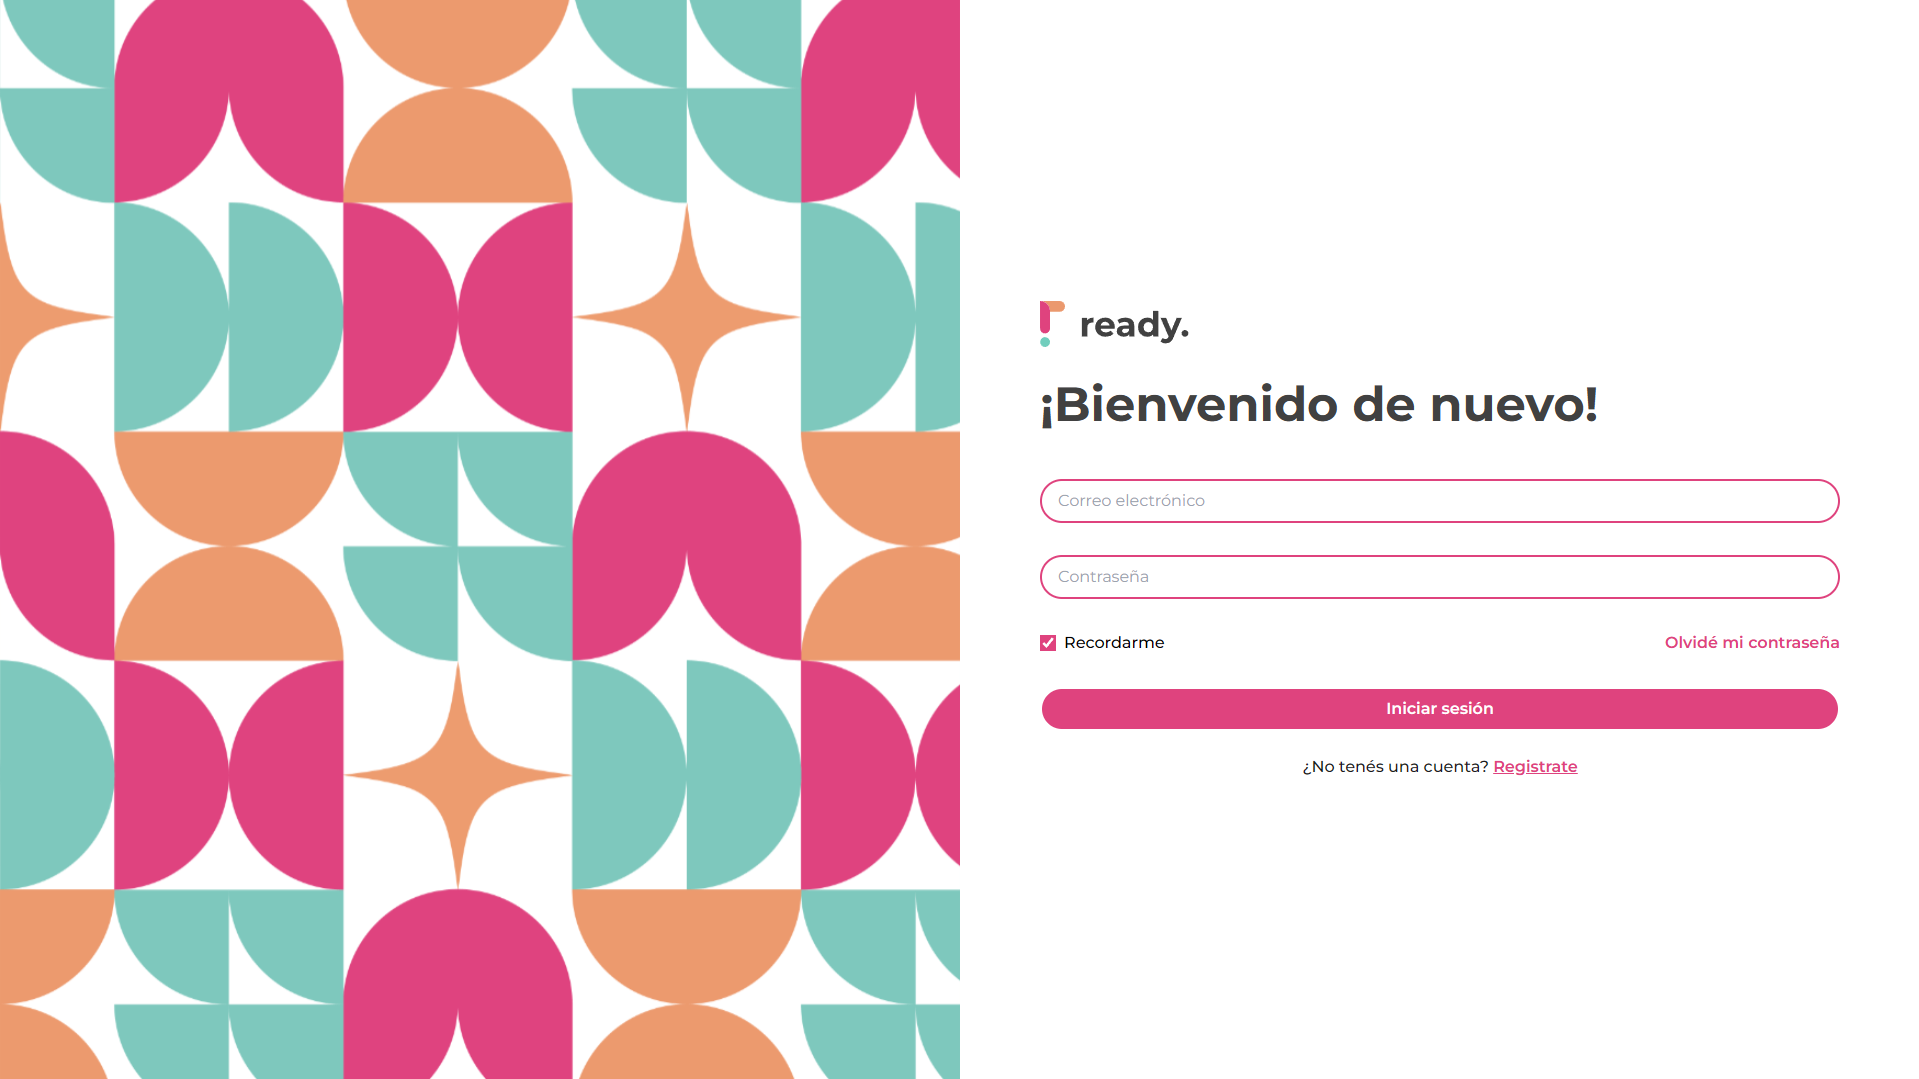 ready.
¡Bienvenido de nuevo!
Correo electrónico
Contraseña
Recordarme
Olvidé mi contraseña
Iniciar sesión
¿No tenés una cuenta? Registrate